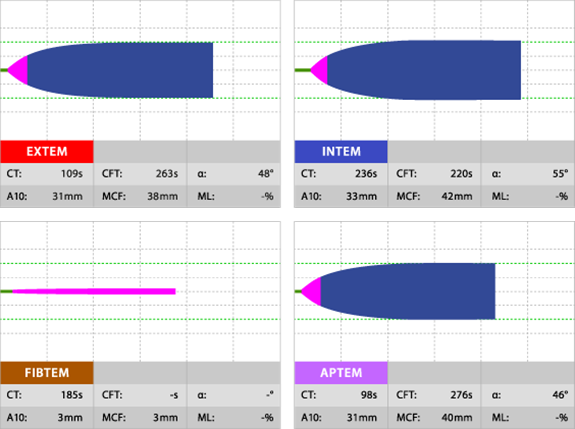 EXTEM
CT: 109s CFT: 263s α: 48°
A10: 31mm MCF: 38mm ML: -%
INTEM
CT: 236s CFT: 220s α: 55°
A10: 33mm MCF: 42mm ML: -%
FIBTEM
CT: 185s CFT: -s α: -°
A10: 3mm MCF: 3mm ML: -%
APTEM
CT: 98s CFT: 276s α: 46°
A10: 31mm MCF: 40mm ML: -%